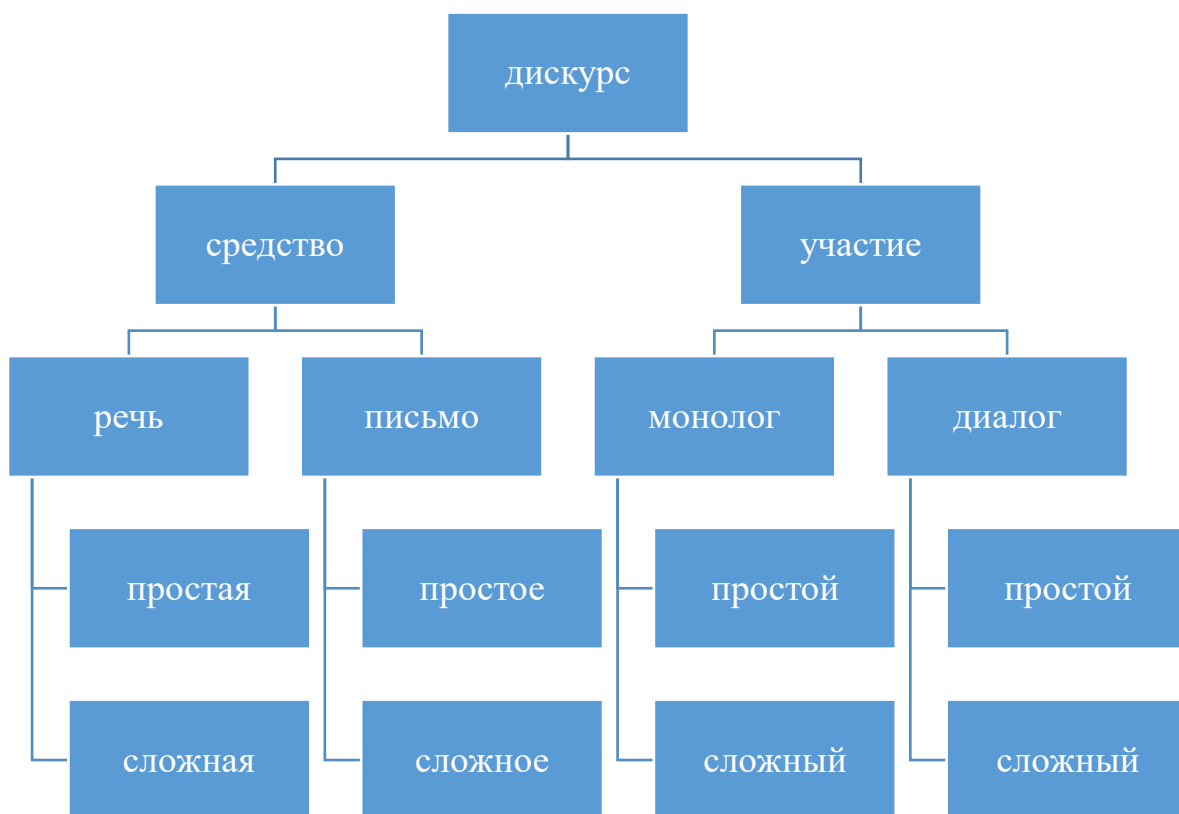 дискурс
средство
участие
речь
письмо
монолог
диалог
простая
простое
простой
простой
сложная
сложное
сложный
сложный